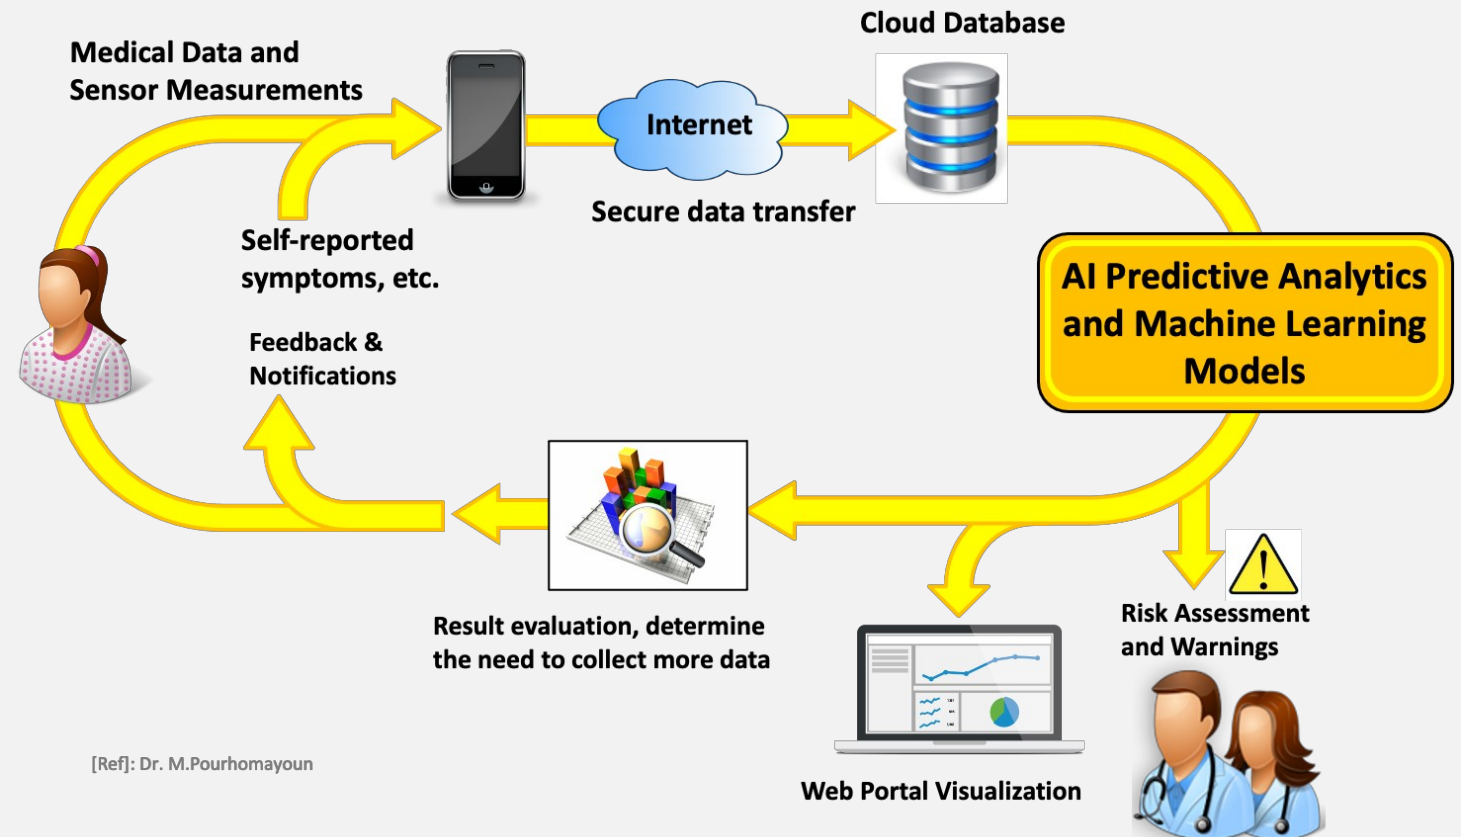 Cloud Database
Medical Data and
Sensor Measurements
Internet
Secure data transfer
Self-reported
symptoms, etc.
AI Predictive Analytics
and Machine Learning
Models
Feedback &
Notifications
Risk Assessment
and Warnings
Result evaluation, determine
the need to collect more data
Web Portal Visualization
[Ref]: Dr. M.Pourhomayoun